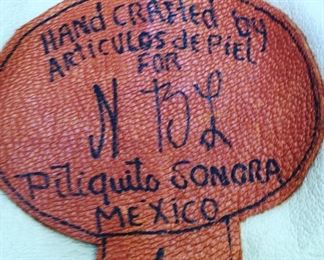 HAND CRAfTED by
ARTICULOS de PIEL
FOR
N B L
Pitiquito SONORA
MEXICO